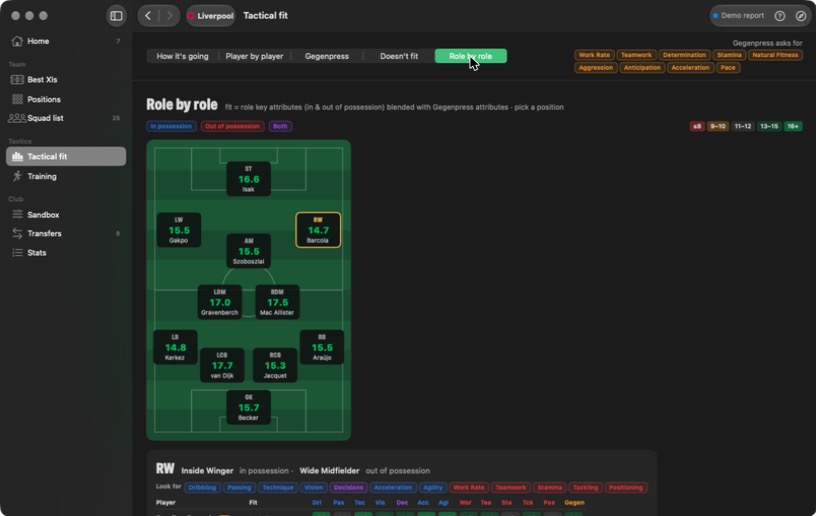 Liverpool
Tactical fit
Demo report
Home 7
Team
Best XIs
Positions
Squad list 25
Tactics
Tactical fit
Training
Club
Sandbox
Transfers 6
Stats
How it's going
Player by player
Gegenpress
Doesn't fit
Role by role
Gegenpress asks for
Work Rate Teamwork Determination Stamina Natural Fitness
Aggression Anticipation Acceleration Pace
Role by role fit = role key attributes (in & out of possession) blended with Gegenpress attributes · pick a position
In possession Out of possession Both
≤8 9–10 11–12 13–15 16+
ST
16.6
Isak
LW
15.5
Gakpo
RW
14.7
Barcola
AM
15.5
Szoboszlai
LDM
17.0
Gravenberch
RDM
17.5
Mac Allister
LB
14.8
Kerkez
RB
15.5
Araújo
LCB
17.7
van Dijk
RCB
15.3
Jacquet
GK
15.7
Becker
RW Inside Winger in possession · Wide Midfielder out of possession
Look for Dribbling Passing Technique Vision Decisions Acceleration Agility Work Rate Teamwork Stamina Tackling Positioning
Player Fit Dri Pas Ten Vis Dec Acc Agi Wor Tea Sta Tck Pos Gegen